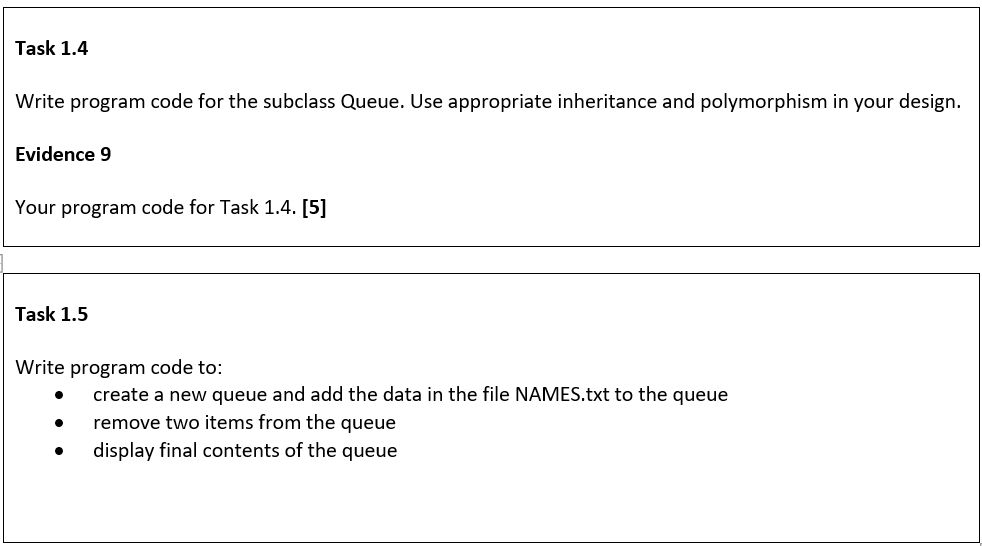 Task 1.4
Write program code for the subclass Queue. Use appropriate inheritance and polymorphism in your design.
Evidence 9
Your program code for Task 1.4. [5]
Task 1.5
Write program code to:
• create a new queue and add the data in the file NAMES.txt to the queue
• remove two items from the queue
• display final contents of the queue